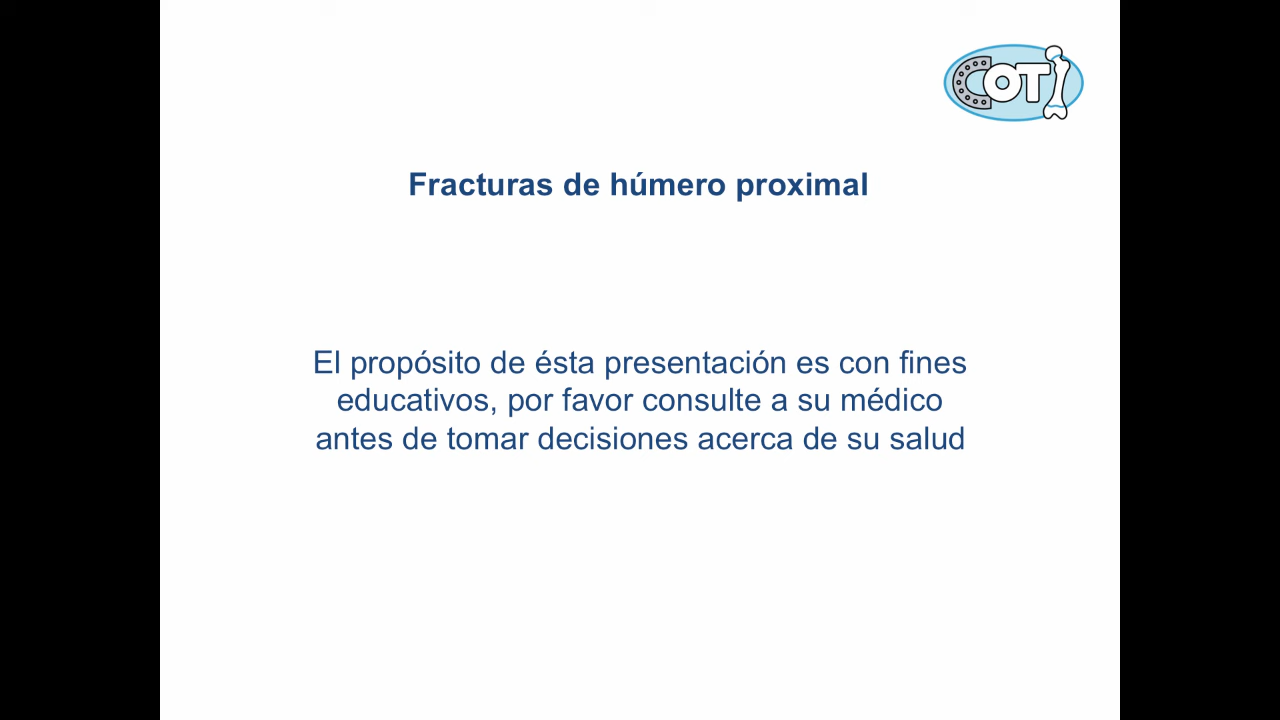 COTi
Fracturas de húmero proximal
El propósito de ésta presentación es con fines
educativos, por favor consulte a su médico
antes de tomar decisiones acerca de su salud